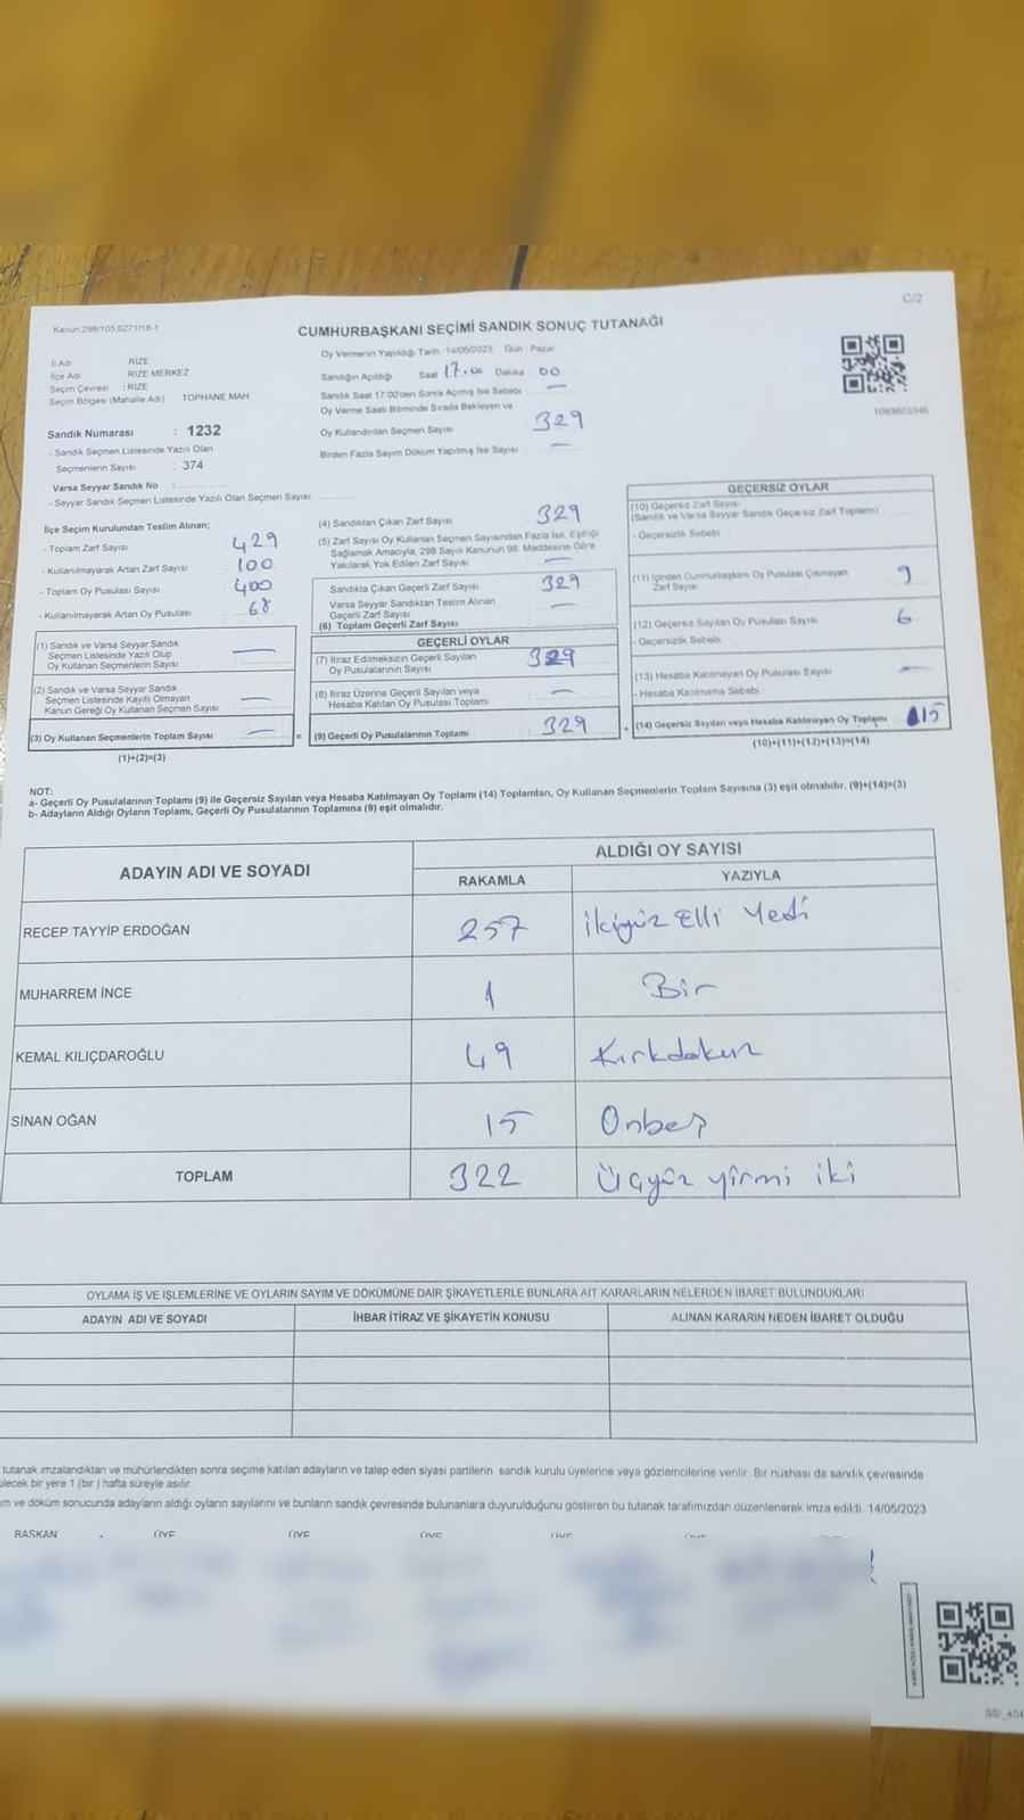 C/2
Kanun:298/105,6271/18-1
CUMHURBAŞKANI SEÇİMİ SANDIK SONUÇ TUTANAĞI
İl Adı : RİZE
İlçe Adı : RİZE MERKEZ
Seçim Çevresi : RİZE
Seçim Bölgesi (Mahalle Adı) TOPHANE MAH
Sandık Numarası : 1232
- Sandık Seçmen Listesinde Yazılı Olan
Seçmenlerin Sayısı : 374
Varsa Seyyar Sandık No
- Seyyar Sandık Seçmen Listesinde Yazılı Olan Seçmen Sayısı
Oy Vermenin Yapıldığı Tarih :14/05/2023 Gün : Pazar
Sandığın Açıldığı Saat 17.00 Dakika 00
Sandık Saat 17:00'den Sonra Açılmış İse Sebebi —
Oy Verme Saati Bitiminde Sırada Bekleyen ve
Oy Kullandırılan Seçmen Sayısı 329
Birden Fazla Sayım Döküm Yapılmış İse Sayısı —
İlçe Seçim Kurulundan Teslim Alınan;
- Toplam Zarf Sayısı 429
- Kullanılmayarak Artan Zarf Sayısı 100
- Toplam Oy Pusulası Sayısı 400
- Kullanılmayarak Artan Oy Pusulası 68
(1) Sandık ve Varsa Seyyar Sandık
Seçmen Listesinde Yazılı Olup
Oy Kullanan Seçmenlerin Sayısı —
(2) Sandık ve Varsa Seyyar Sandık
Seçmen Listesinde Kayıtlı Olmayan
Kanun Gereği Oy Kullanan Seçmen Sayısı —
(3) Oy Kullanan Seçmenlerin Toplam Sayısı —
(1)+(2)=(3)
(4) Sandıktan Çıkan Zarf Sayısı 329
(5) Zarf Sayısı Oy Kullanan Seçmen Sayısından Fazla İse, Eşitliği
Sağlamak Amacıyla, 298 Sayılı Kanunun 98. Maddesine Göre
Yakılarak Yok Edilen Zarf Sayısı —
Sandıkta Çıkan Geçerli Zarf Sayısı 329
Varsa Seyyar Sandıktan Teslim Alınan
Geçerli Zarf Sayısı —
(6) Toplam Geçerli Zarf Sayısı
GEÇERLİ OYLAR
(7) İtiraz Edilmeksizin Geçerli Sayılan
Oy Pusulalarının Sayısı 329
(8) İtiraz Üzerine Geçerli Sayılan veya
Hesaba Katılan Oy Pusulası Toplamı —
= (9) Geçerli Oy Pusulalarının Toplamı 329
GEÇERSİZ OYLAR
(10) Geçersiz Zarf Sayısı
(Sandık ve Varsa Seyyar Sandık Geçersiz Zarf Toplamı)
- Geçersizlik Sebebi
(11) İçinden Cumhurbaşkanı Oy Pusulası Çıkmayan
Zarf Sayısı 9
(12) Geçersiz Sayılan Oy Pusulası Sayısı 6
- Geçersizlik Sebebi
(13) Hesaba Katılmayan Oy Pusulası Sayısı —
- Hesaba Katılmama Sebebi
+ (14) Geçersiz Sayılan veya Hesaba Katılmayan Oy Toplamı 15
(10)+(11)+(12)+(13)=(14)
NOT:
a- Geçerli Oy Pusulalarının Toplamı (9) ile Geçersiz Sayılan veya Hesaba Katılmayan Oy Toplamı (14) Toplamları, Oy Kullanan Seçmenlerin Toplam Sayısına (3) eşit olmalıdır. (9)+(14)=(3)
b- Adayların Aldığı Oyların Toplamı, Geçerli Oy Pusulalarının Toplamına (9) eşit olmalıdır.
ADAYIN ADI VE SOYADI
ALDIĞI OY SAYISI
RAKAMLA YAZIYLA
RECEP TAYYİP ERDOĞAN 257 İkiyüz Elli Yedi
MUHARREM İNCE 1 Bir
KEMAL KILIÇDAROĞLU 49 Kırkdokuz
SİNAN OĞAN 15 Onbeş
TOPLAM 322 Üçyüz yirmi iki
OYLAMA İŞ VE İŞLEMLERİNE VE OYLARIN SAYIM VE DÖKÜMÜNE DAİR ŞİKAYETLERLE BUNLARA AİT KARARLARIN NELERDEN İBARET BULUNDUKLARI
ADAYIN ADI VE SOYADI İHBAR İTİRAZ VE ŞİKAYETİN KONUSU ALINAN KARARIN NEDEN İBARET OLDUĞU
tutanak imzalandıktan ve mühürlendikten sonra seçime katılan adayların ve talep eden siyasi partilerin sandık kurulu üyelerine veya gözlemcilerine verilir. Bir nüshası da sandık çevresinde
ülecek bir yere 1 (bir) hafta süreyle asılır.
m ve döküm sonucunda adayların aldığı oyların sayılarını ve bunların sandık çevresinde bulunanlara duyurulduğunu gösteren bu tutanak tarafımızdan düzenlenerek imza edildi. 14/05/2023
BAŞKAN ÜYE ÜYE ÜYE ÜYE